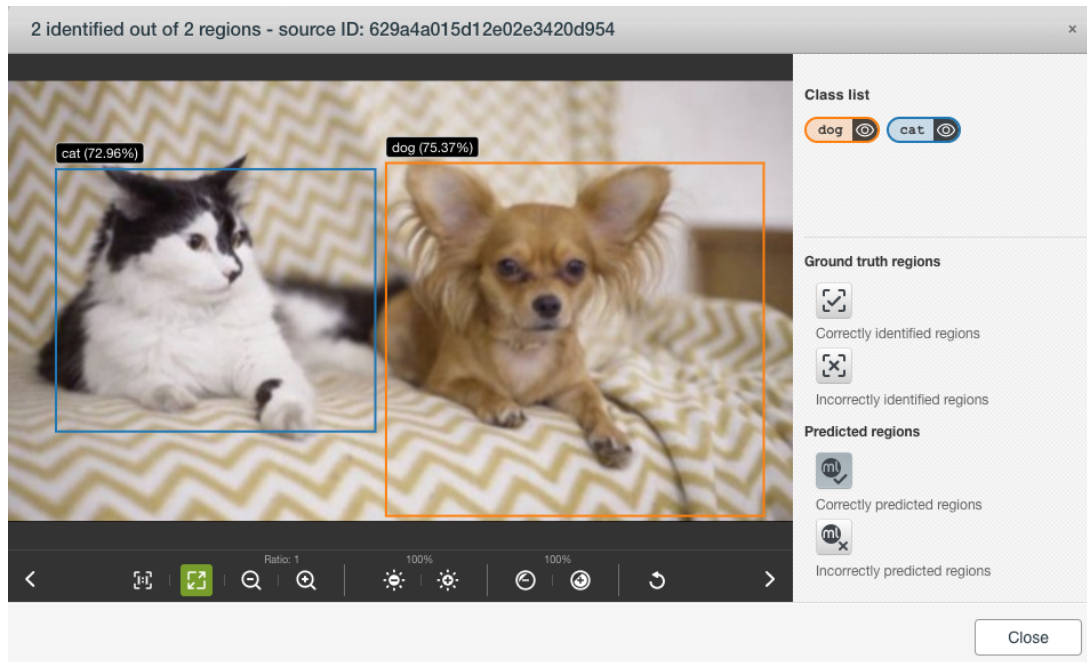 2 identified out of 2 regions - source ID: 629a4a015d12e02e3420d954
×
cat (72.96%)
dog (75.37%)
Class list
dog
cat
Ground truth regions
Correctly identified regions
Incorrectly identified regions
Predicted regions
ml
Correctly predicted regions
ml
Incorrectly predicted regions
Ratio: 1
100%
100%
Close